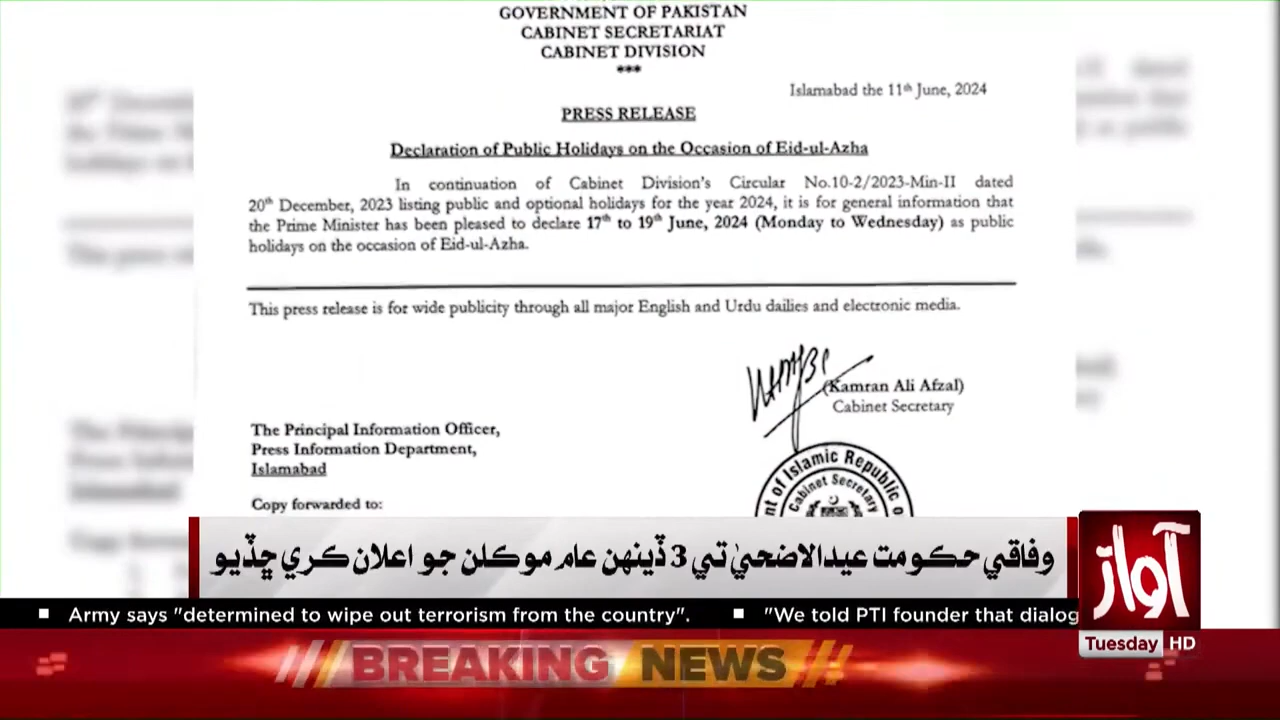 GOVERNMENT OF PAKISTAN
CABINET SECRETARIAT
CABINET DIVISION
***
Islamabad the 11th June, 2024
PRESS RELEASE
Declaration of Public Holidays on the Occasion of Eid-ul-Azha
In continuation of Cabinet Division's Circular No.10-2/2023-Min-II dated
20th December, 2023 listing public and optional holidays for the year 2024, it is for general information that
the Prime Minister has been pleased to declare 17th to 19th June, 2024 (Monday to Wednesday) as public
holidays on the occasion of Eid-ul-Azha.
This press release is for wide publicity through all major English and Urdu dailies and electronic media.
(Kamran Ali Afzal)
Cabinet Secretary
The Principal Information Officer,
Press Information Department,
Islamabad
Copy forwarded to:
of Islamic Republic
Cabinet Secretary
وفاقي حڪومت عيدالاضحيٰ تي 3 ڏينهن عام موڪلن جو اعلان ڪري ڇڏيو
آواز
Army says "determined to wipe out terrorism from the country". "We told PTI founder that dialog
Tuesday HD
BREAKING NEWS